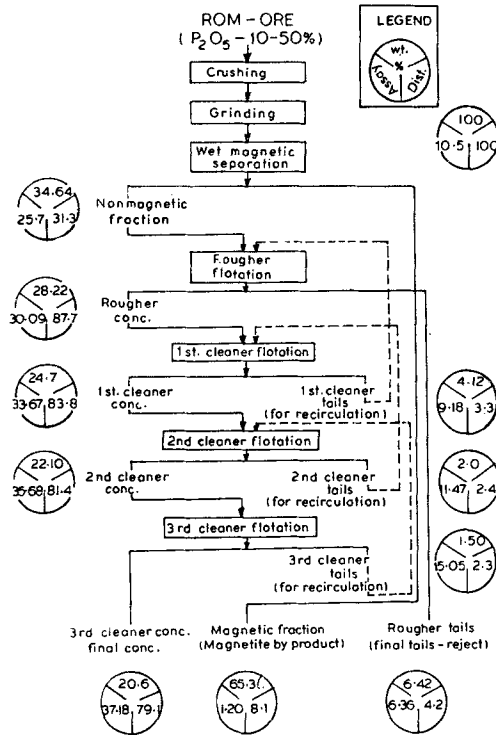 ROM-ORE
(P2O5-10-50%)
LEGEND
wt.
%
Assay
Dist.
Crushing
Grinding
Wet magnetic
separation
100
10.5 100
34.64
25.7 31.3
Nonmagnetic
fraction
Rougher
flotation
28.22
30.09 87.7
Rougher
conc.
1st. cleaner flotation
24.7
33.67 83.8
1st. cleaner
conc.
1st. cleaner
tails
(for recirculation)
4.12
9.18 3.3
2nd cleaner flotation
22.10
35.68 81.4
2nd cleaner
conc.
2nd cleaner
tails
(for recirculation)
2.0
11.47 2.4
3rd cleaner flotation
1.50
15.05 2.3
3rd cleaner
tails
(for recirculation)
3rd cleaner conc.
final conc.
Magnetic fraction
(Magnetite by product)
Rougher tails
(final tails-reject)
20.6
37.18 79.1
1.20 8.1
6.42
6.36 4.2